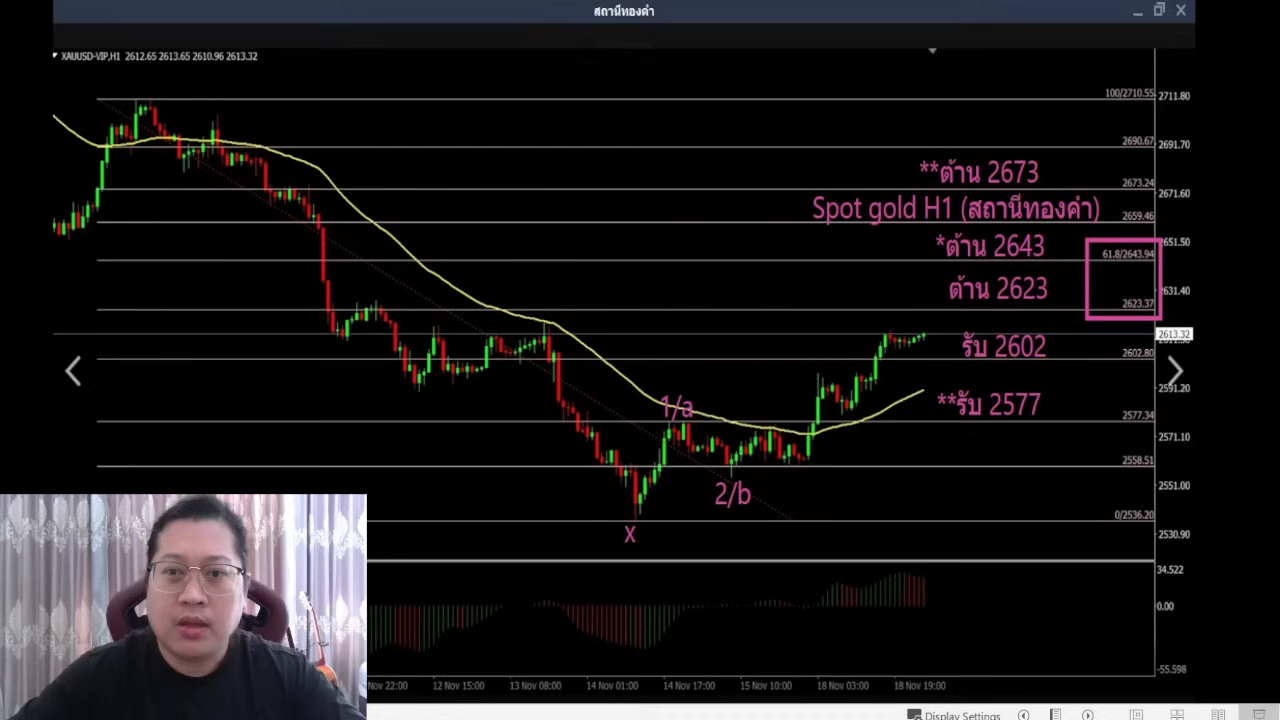 สถานีทองคำ
XAUUSD-VIP,H1 2612.65 2613.65 2610.96 2613.32
100/2710.55
2711.80
2690.67
2691.70
**ต้าน 2673
2673.24
2671.60
Spot gold H1 (สถานีทองคำ)
2659.46
*ต้าน 2643
2651.50
61.8/2643.94
ต้าน 2623
2631.40
2623.37
2613.32
รับ 2602
2602.80
2591.20
**รับ 2577
1/a
2577.34
2571.10
2558.51
2/b
2551.00
0/2536.20
x
2530.90
34.522
0.00
-55.598
Nov 22:00
12 Nov 15:00
13 Nov 08:00
14 Nov 01:00
14 Nov 17:00
15 Nov 10:00
18 Nov 03:00
18 Nov 19:00
Display Settings